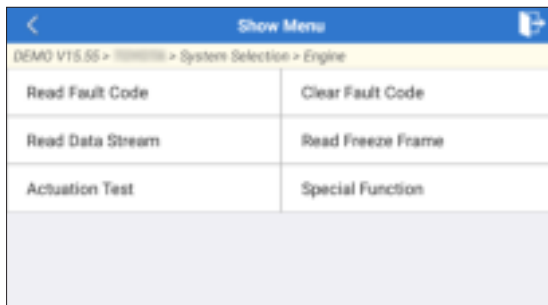 Show Menu
DEMO V15.55 > > System Selection > Engine
Read Fault Code
Clear Fault Code
Read Data Stream
Read Freeze Frame
Actuation Test
Special Function